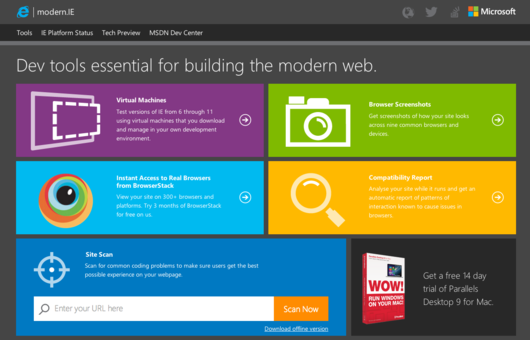 modern.IE
Microsoft
Tools IE Platform Status Tech Preview MSDN Dev Center
Dev tools essential for building the modern web.
Virtual Machines
Test versions of IE from 6 through 11
using virtual machines that you download
and manage in your own development
environment.
Browser Screenshots
Get screenshots of how your site looks
across nine common browsers and
devices.
Instant Access to Real Browsers
from BrowserStack
View your site on 300+ browsers and
platforms. Try 3 months of BrowserStack
for free on us.
Compatibility Report
Analyse your site while it runs and get an
automatic report of patterns of
interaction known to cause issues in
browsers.
Site Scan
Scan for common coding problems to make sure users get the best
possible experience on your webpage.
Enter your URL here
Scan Now
Download offline version
WOW!
RUN WINDOWS
ON YOUR MAC!
Get a free 14 day
trial of Parallels
Desktop 9 for Mac.